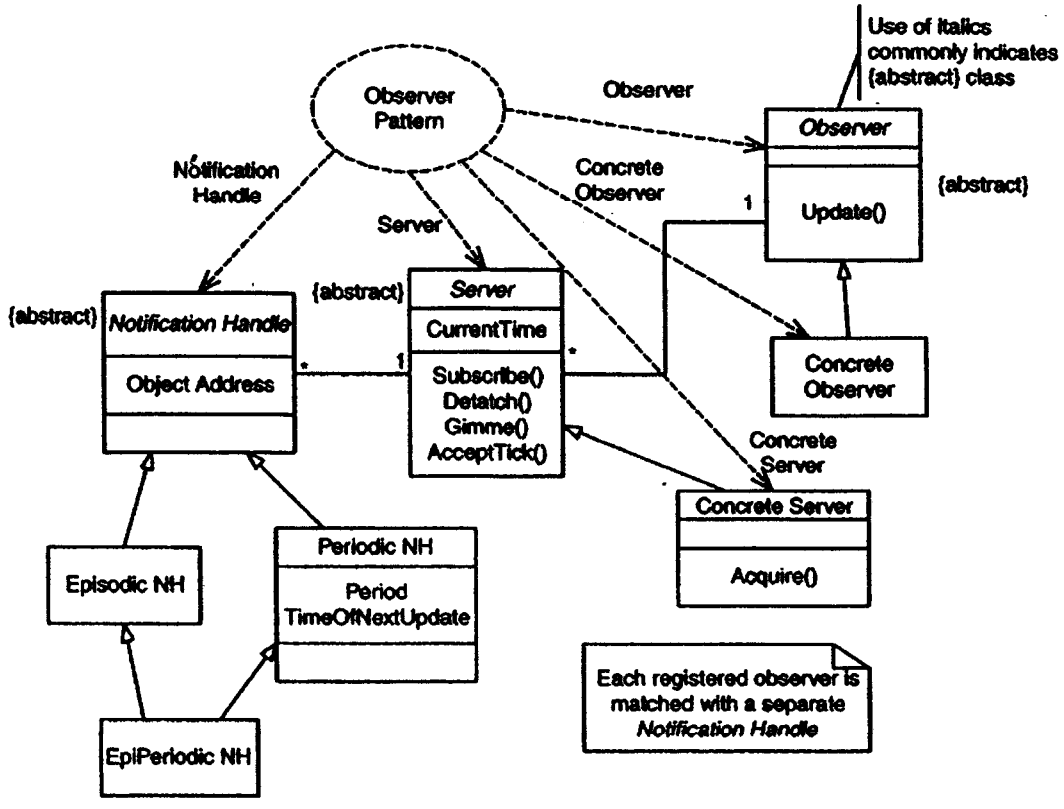 Use of Italics
commonly indicates
{abstract} class
Observer
Pattern
Observer
Observer
{abstract}
Update()
1
Notification
Handle
Concrete
Observer
Server
{abstract}
Notification Handle
Object Address
*
1
{abstract}
Server
CurrentTime
*
Subscribe()
Detatch()
Gimme()
AcceptTick()
Concrete
Observer
Concrete
Server
Concrete Server
Acquire()
Episodic NH
Periodic NH
Period
TimeOfNextUpdate
EpiPeriodic NH
Each registered observer is
matched with a separate
Notification Handle